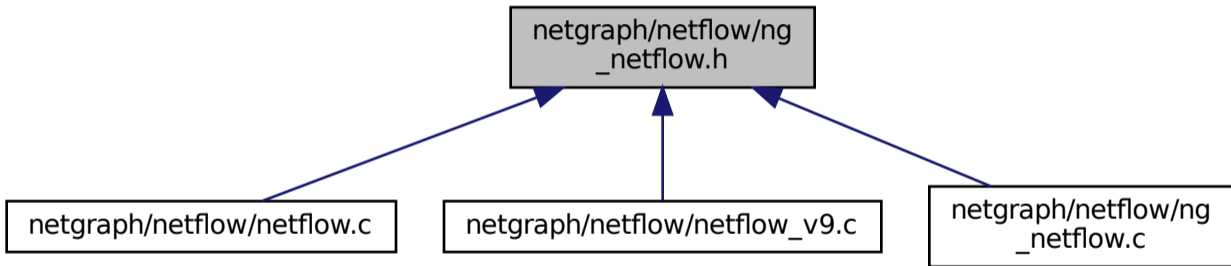 netgraph/netflow/ng
_netflow.h
netgraph/netflow/netflow.c
netgraph/netflow/netflow_v9.c
netgraph/netflow/ng
_netflow.c